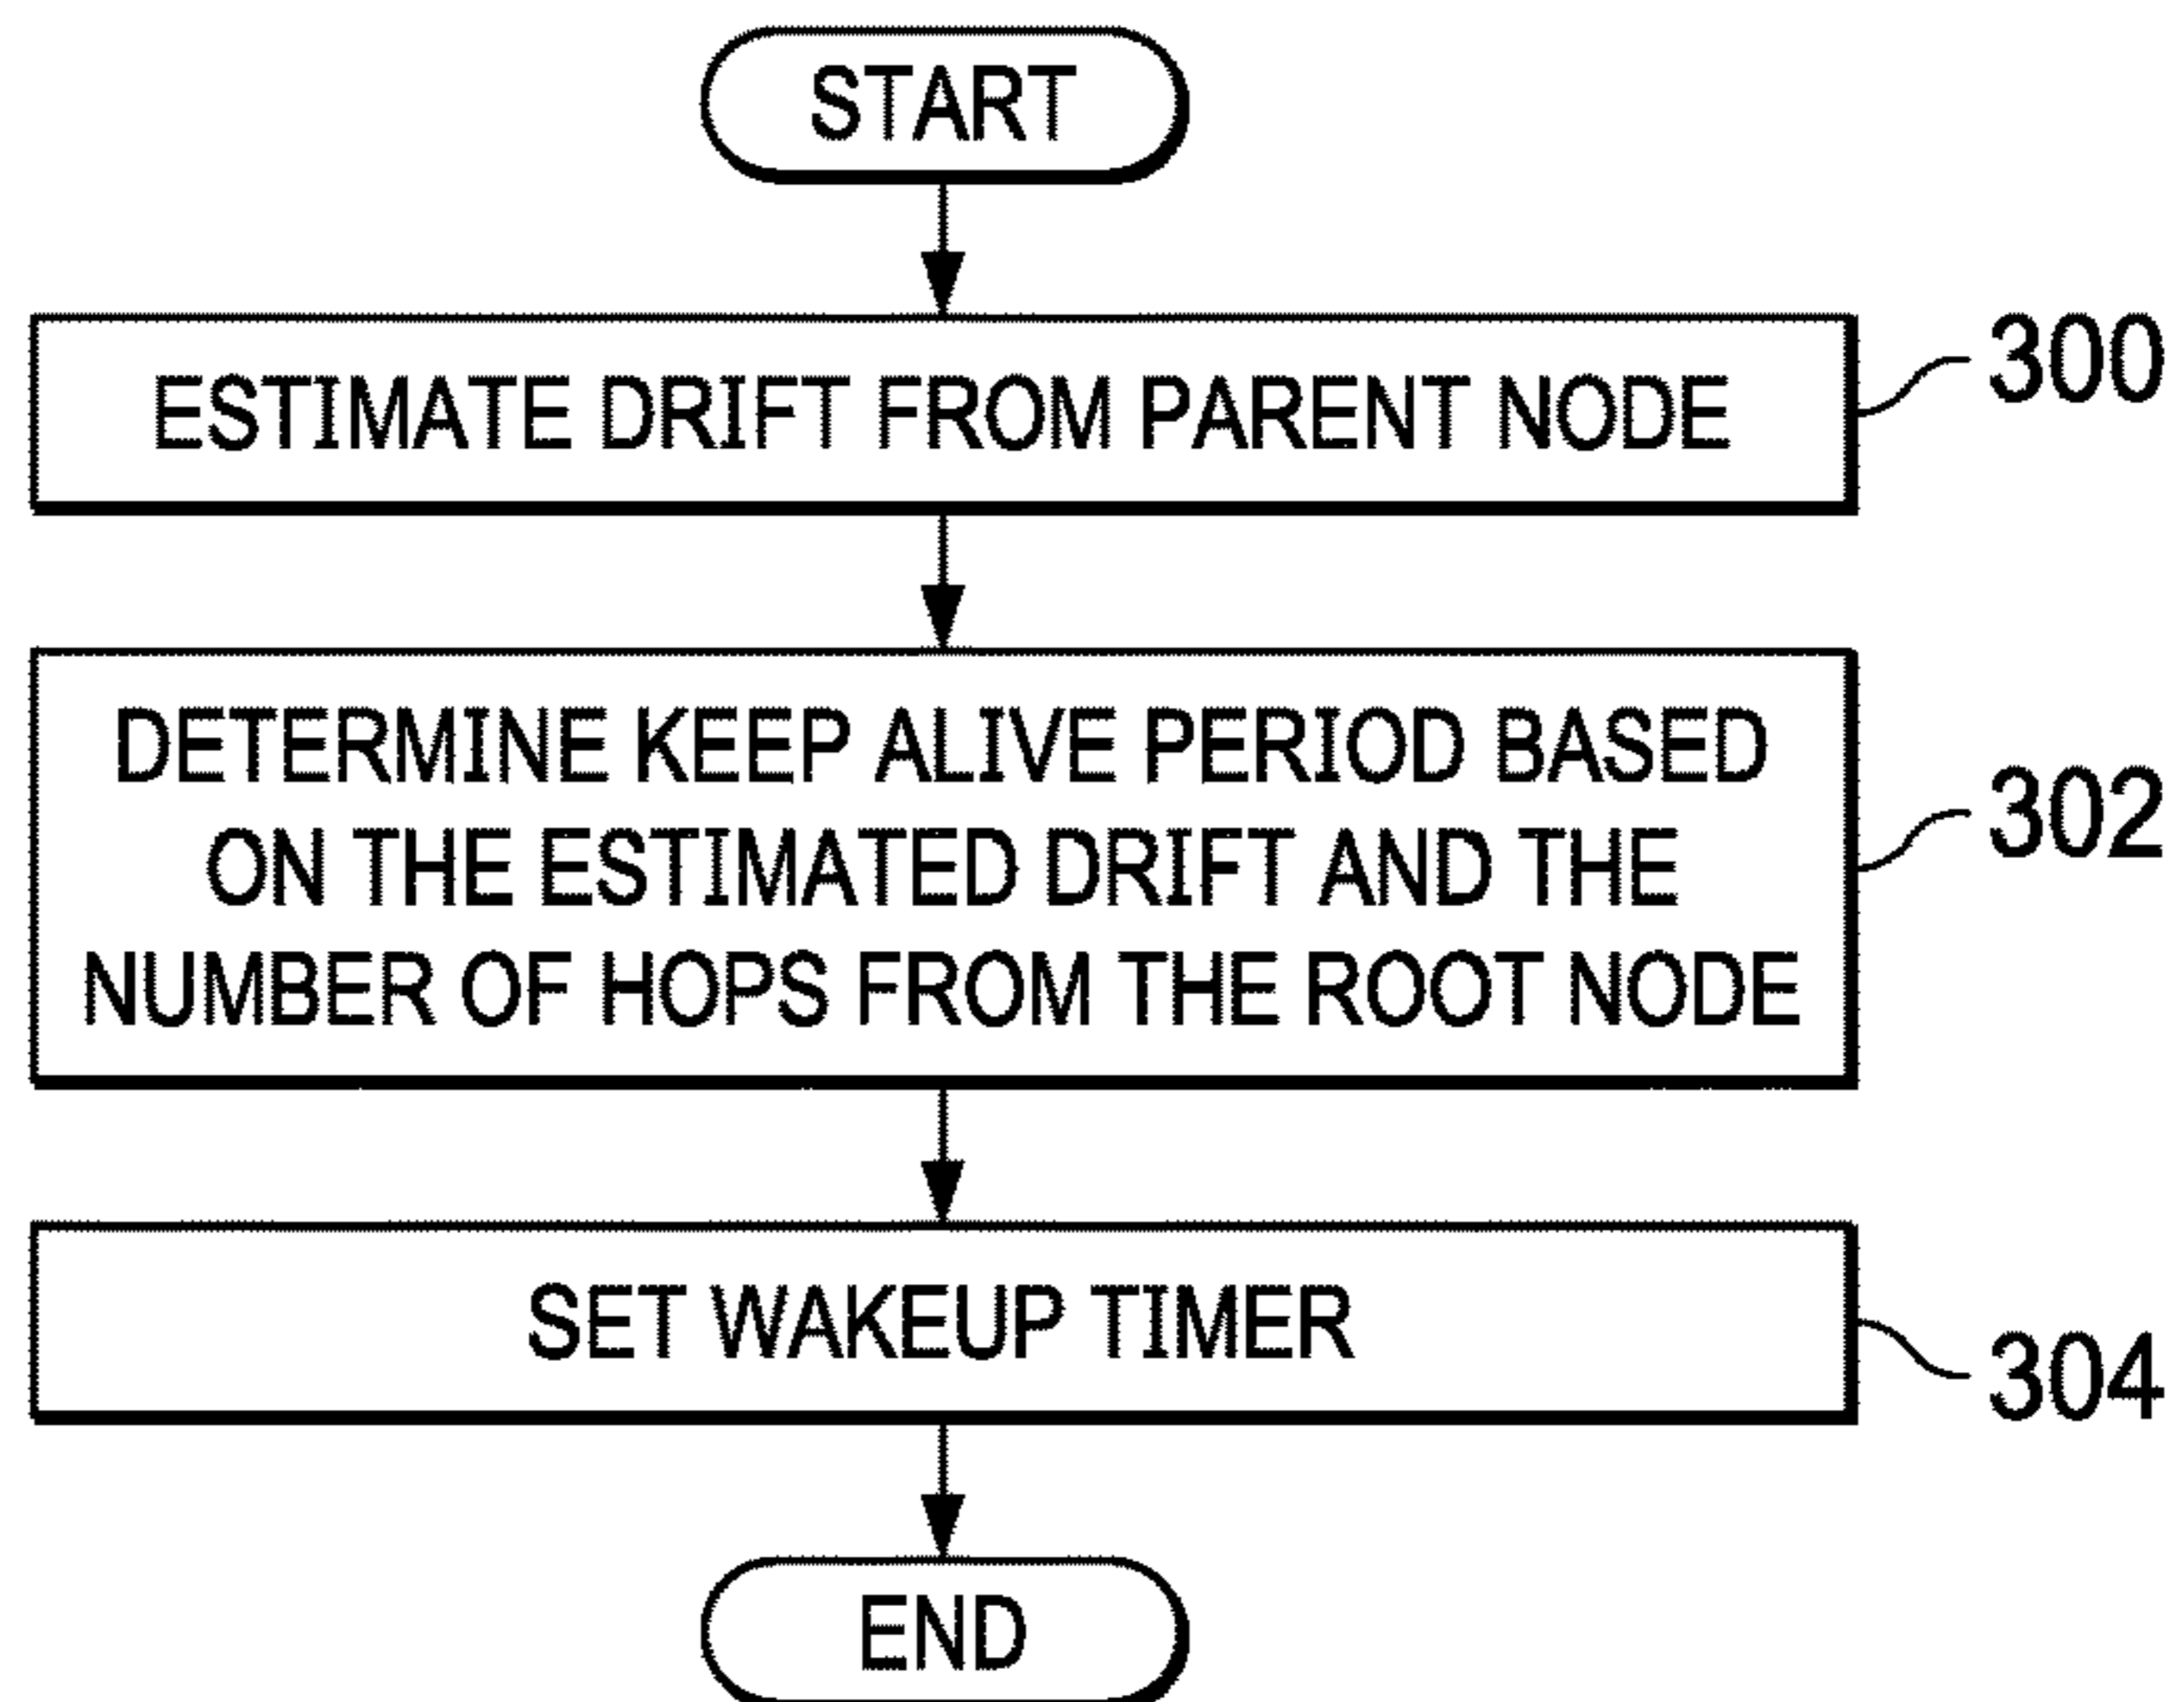 START
ESTIMATE DRIFT FROM PARENT NODE
300
DETERMINE KEEP ALIVE PERIOD BASED
ON THE ESTIMATED DRIFT AND THE
NUMBER OF HOPS FROM THE ROOT NODE
302
SET WAKEUP TIMER
304
END